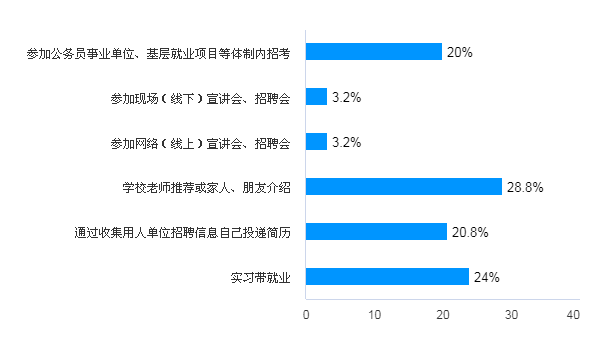 参加公务员事业单位、基层就业项目等体制内招考 20%
参加现场（线下）宣讲会、招聘会 3.2%
参加网络（线上）宣讲会、招聘会 3.2%
学校老师推荐或家人、朋友介绍 28.8%
通过收集用人单位招聘信息自己投递简历 20.8%
实习带就业 24%
0 10 20 30 40